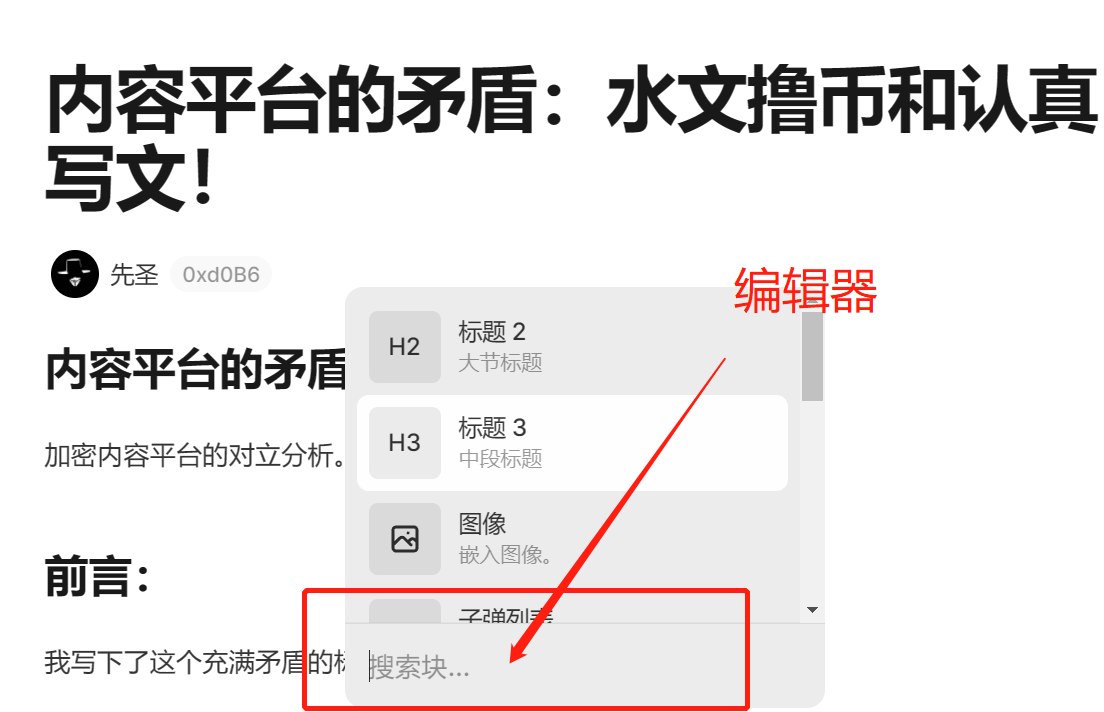 内容平台的矛盾：水文撸币和认真
写文！
先圣 0xd0B6
编辑器
内容平台的矛盾
加密内容平台的对立分析。
前言：
我写下了这个充满矛盾的标
H2 标题 2
大节标题
H3 标题 3
中段标题
图像
嵌入图像。
子弹列表
搜索块...